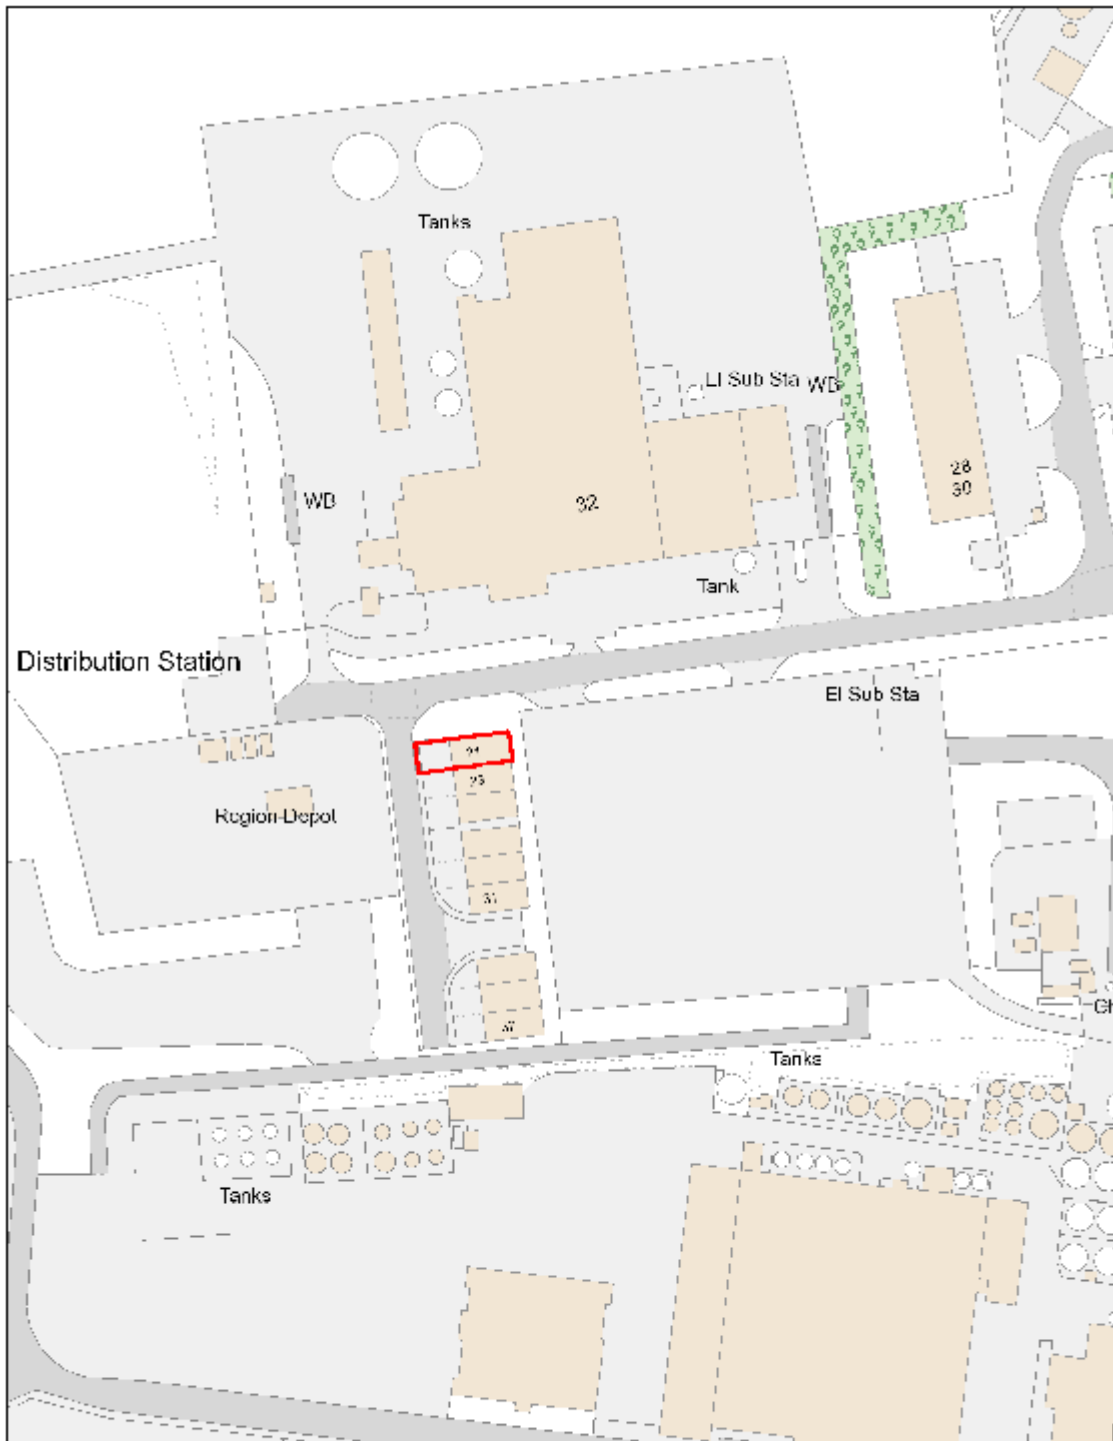 Tanks
El Sub Sta
WB
28
30
32
WB
Tank
Distribution Station
El Sub Sta
Region Depot
Tanks
Tanks